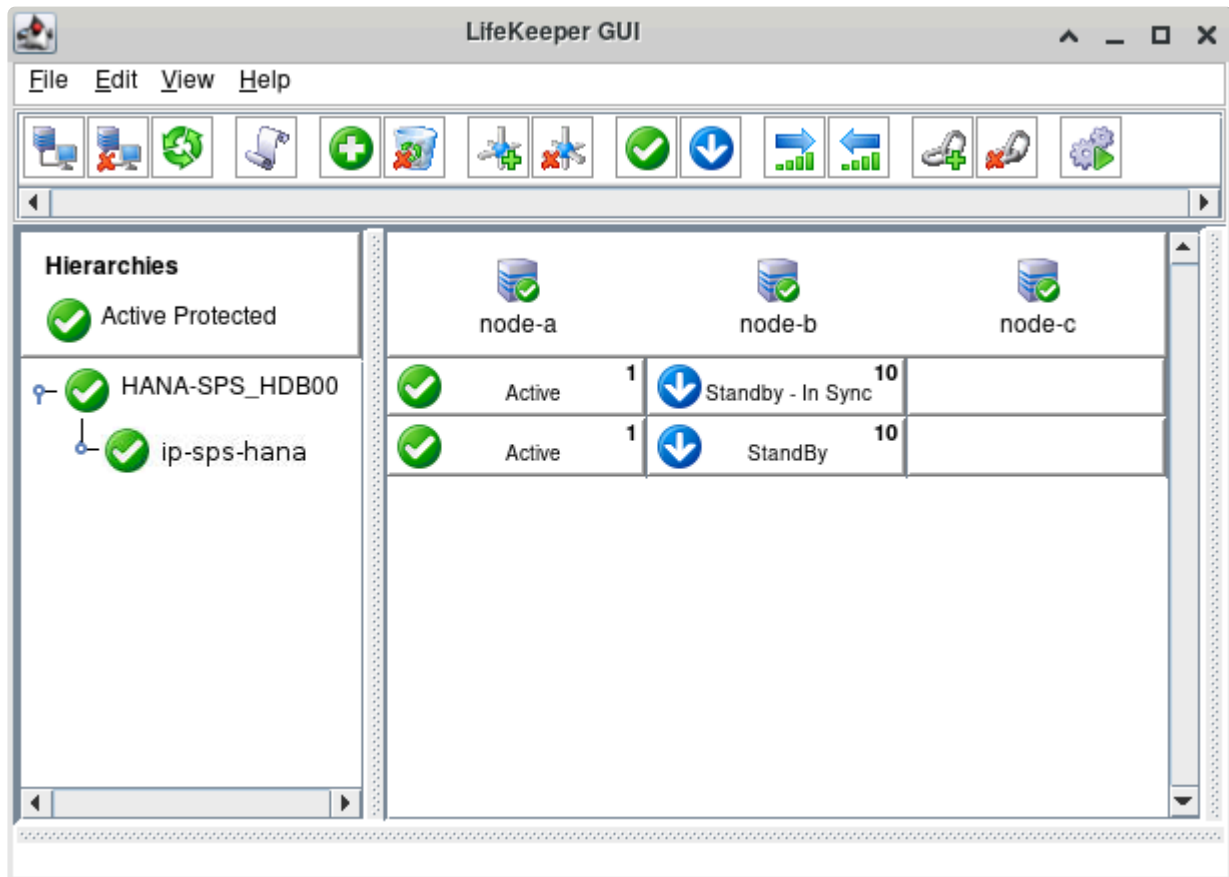 LifeKeeper GUI
File Edit View Help
Hierarchies
Active Protected
node-a node-b node-c
HANA-SPS_HDB00 Active 1 Standby - In Sync 10
ip-sps-hana Active 1 StandBy 10